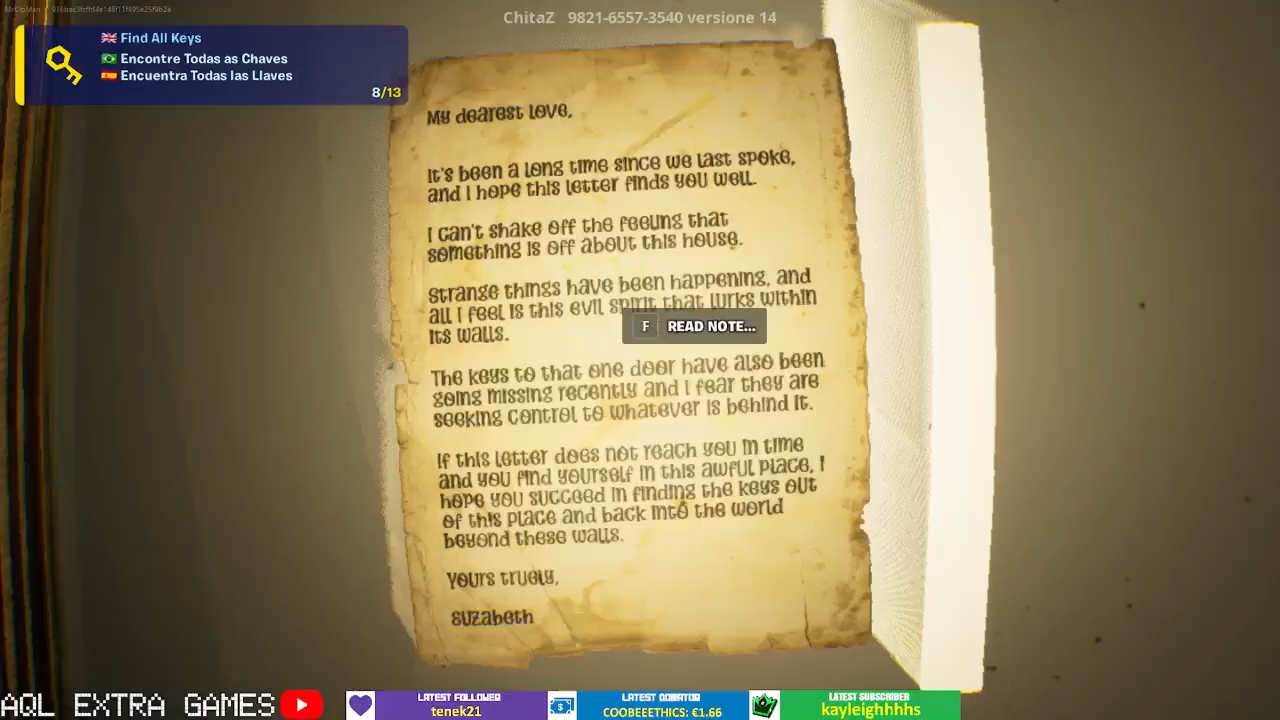 ChitaZ 9821-6557-3540 versione 14
Find All Keys
Encontre Todas as Chaves
Encuentra Todas las Llaves
8/13
My dearest love,
It's been a long time since we last spoke,
and I hope this letter finds you well.
I can't shake off the feeling that
something is off about this house.
Strange things have been happening, and
all I feel is this evil spirit that lurks within
its walls.
F READ NOTE...
The keys to that one door have also been
going missing recently and I fear they are
seeking control to whatever is behind it.
If this letter does not reach you in time
and you find yourself in this awful place, I
hope you succeed in finding the keys out
of this place and back into the world
beyond these walls.
Yours truely,
AQL EXTRA GAMES
LATEST FOLLOWER
tenek21
LATEST DONATOR
COOBEEETHICS: €1.66
LATEST SUBSCRIBER
kayleighhhhs